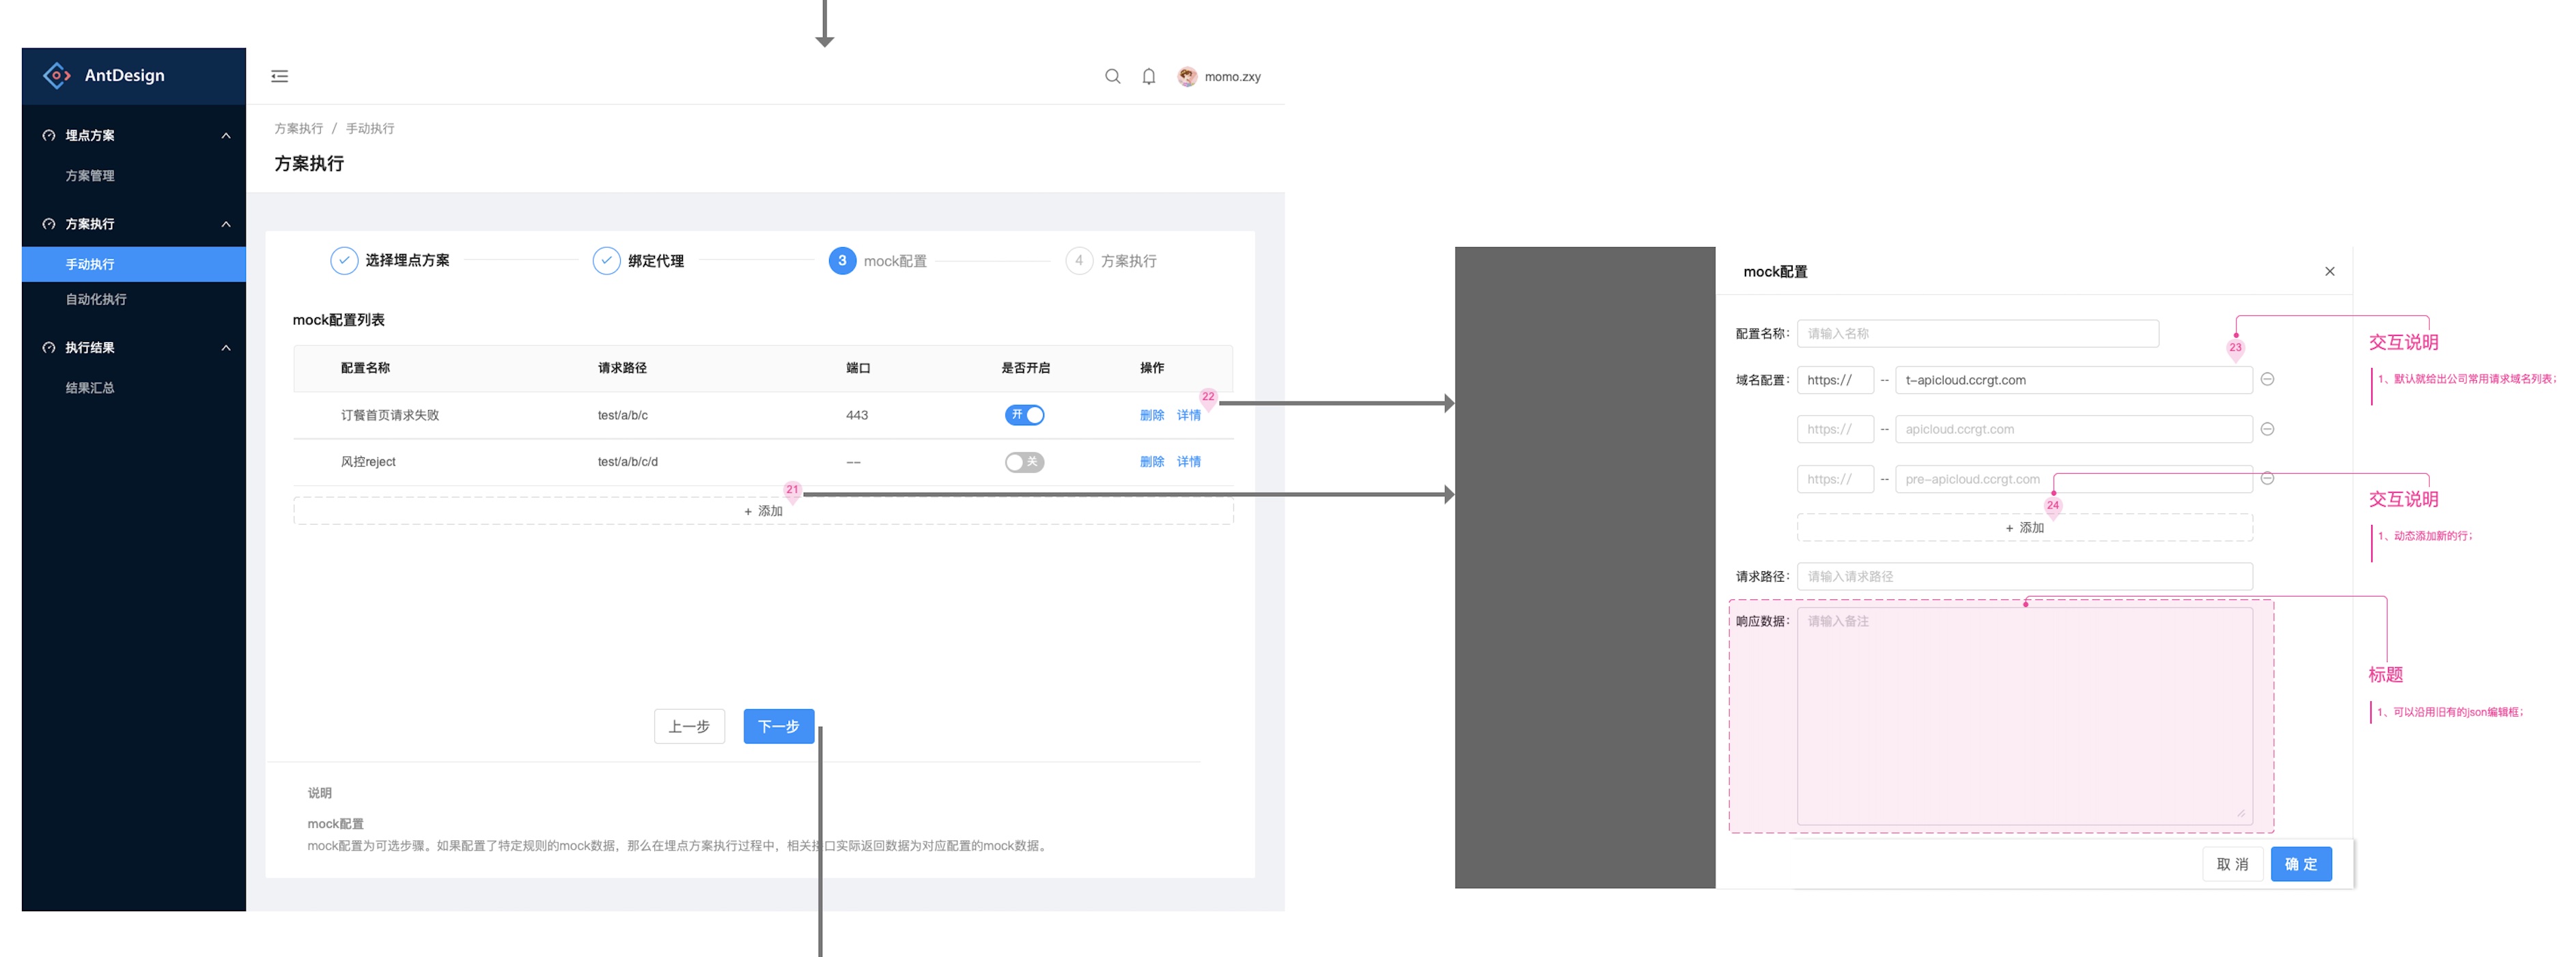 AntDesign
momo.zxy
埋点方案
方案管理
方案执行
手动执行
自动化执行
执行结果
结果汇总
方案执行 / 手动执行
方案执行
选择埋点方案
绑定代理
3 mock配置
4 方案执行
mock配置列表
配置名称 请求路径 端口 是否开启 操作
订餐首页请求失败 test/a/b/c 443 开 删除 详情 22
风控reject test/a/b/c/d -- 关 删除 详情
21
+ 添加
上一步 下一步
说明
mock配置
mock配置为可选步骤。如果配置了特定规则的mock数据，那么在埋点方案执行过程中，相关接口实际返回数据为对应配置的mock数据。
mock配置
配置名称： 请输入名称
23
域名配置： https:// -- t-apicloud.ccrgt.com
https:// -- apicloud.ccrgt.com
https:// -- pre-apicloud.ccrgt.com
24
+ 添加
请求路径： 请输入请求路径
响应数据： 请输入备注
取 消 确 定
交互说明
1、默认就给出公司常用请求域名列表；
交互说明
1、动态添加新的行；
标题
1、可以沿用旧有的json编辑框；